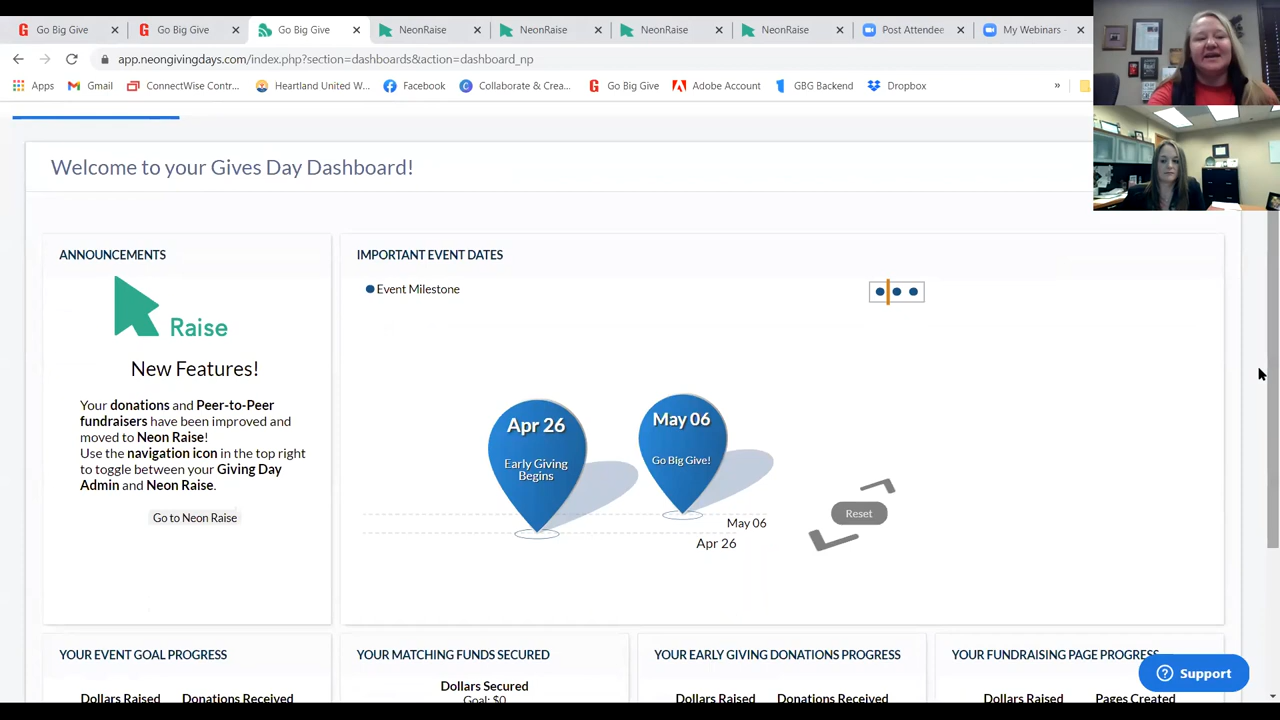 Go Big Give
Go Big Give
Go Big Give
NeonRaise
NeonRaise
NeonRaise
NeonRaise
Post Attendee
My Webinars -
app.neongivingdays.com/index.php?section=dashboards&action=dashboard_np
Apps
Gmail
ConnectWise Contr...
Heartland United W...
Facebook
Collaborate & Crea...
Go Big Give
Adobe Account
GBG Backend
Dropbox
»
Welcome to your Gives Day Dashboard!
ANNOUNCEMENTS
Raise
New Features!
Your donations and Peer-to-Peer
fundraisers have been improved and
moved to Neon Raise!
Use the navigation icon in the top right
to toggle between your Giving Day
Admin and Neon Raise.
Go to Neon Raise
IMPORTANT EVENT DATES
Event Milestone
Apr 26
Early Giving
Begins
May 06
Go Big Give!
May 06
Apr 26
Reset
YOUR EVENT GOAL PROGRESS
Dollars Raised
Donations Received
YOUR MATCHING FUNDS SECURED
Dollars Secured
Goal: $0
YOUR EARLY GIVING DONATIONS PROGRESS
Dollars Raised
Donations Received
YOUR FUNDRAISING PAGE PROGRESS
Dollars Raised
Pages Created
Support